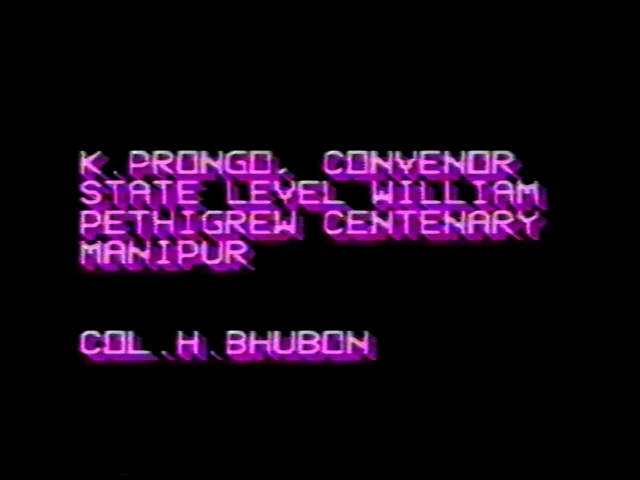 K.PRONGO, CONVENOR
STATE LEVEL WILLIAM
PETHIGREW CENTENARY
MANIPUR
COL.H.BHUBON